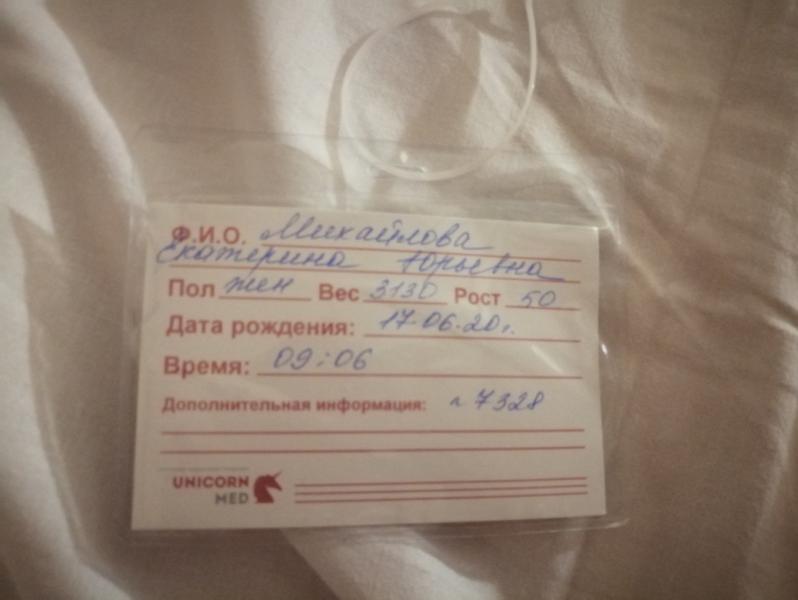 Ф.И.О. Михайлова
Екатерина Юрьевна
Пол жен Вес 3130 Рост 50
Дата рождения: 17.06.20г.
Время: 09:06
Дополнительная информация: 7328
UNICORN
MED